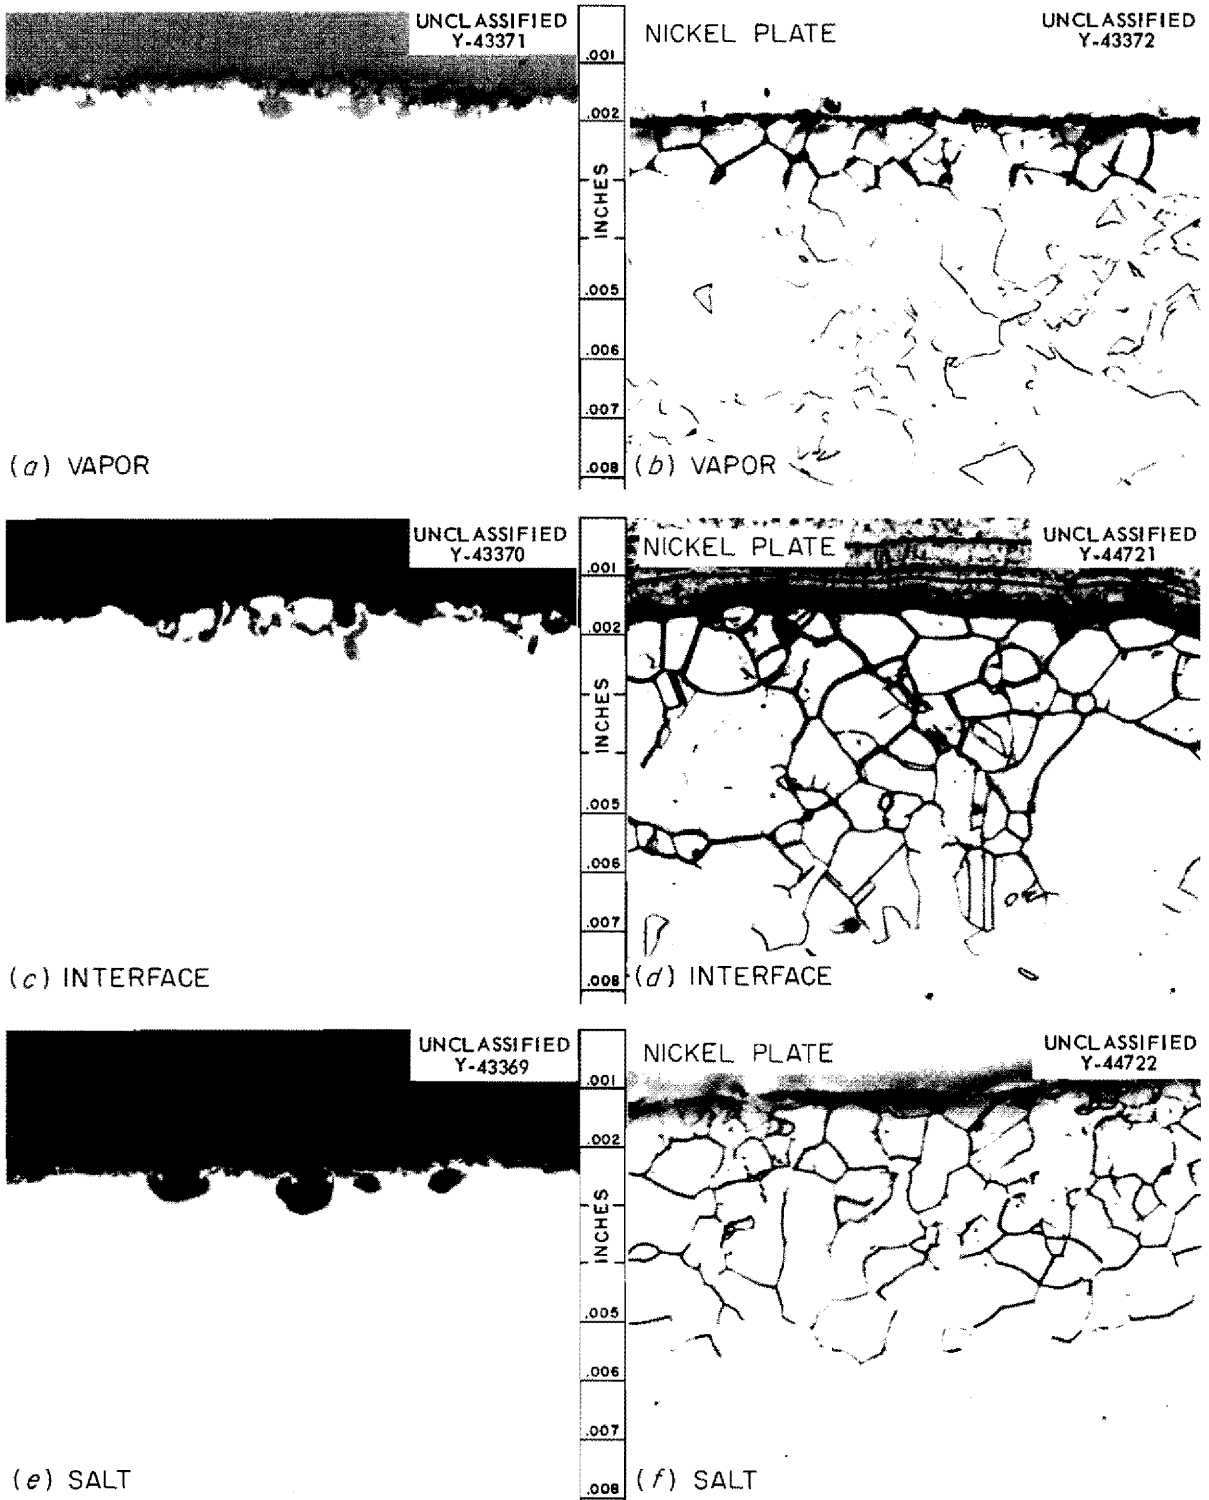 UNCLASSIFIED
Y-43371
(a) VAPOR
.001
.002
INCHES
.005
.006
.007
.008
NICKEL PLATE
UNCLASSIFIED
Y-43372
(b) VAPOR
UNCLASSIFIED
Y-43370
(c) INTERFACE
.001
.002
INCHES
.005
.006
.007
.008
NICKEL PLATE
UNCLASSIFIED
Y-44721
(d) INTERFACE
UNCLASSIFIED
Y-43369
(e) SALT
.001
.002
INCHES
.005
.006
.007
.008
NICKEL PLATE
UNCLASSIFIED
Y-44722
(f) SALT